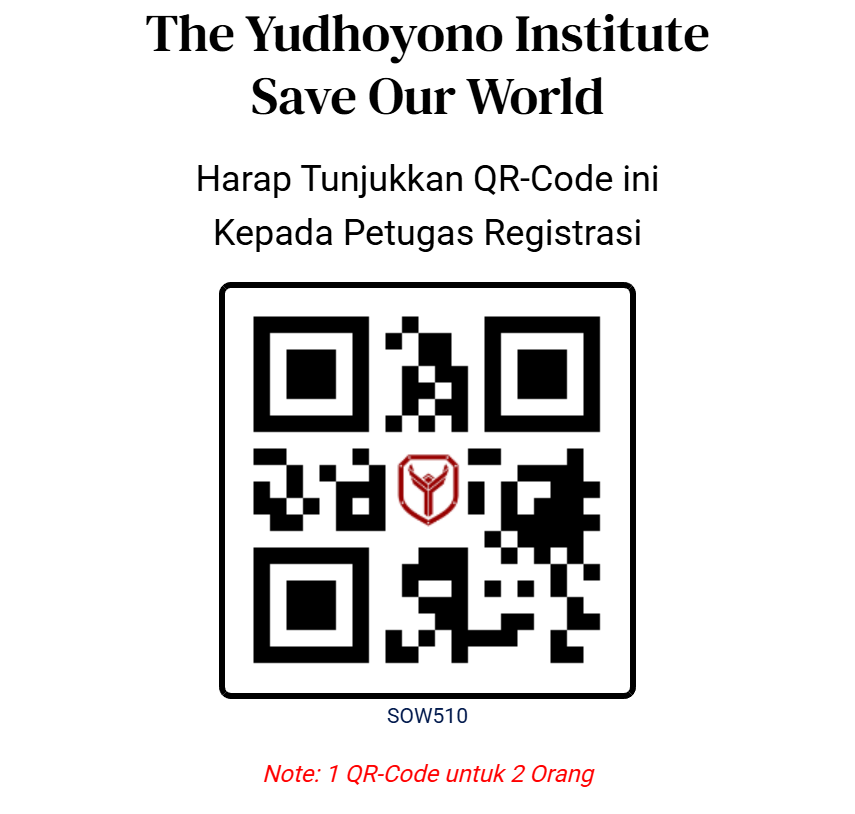 The Yudhoyono Institute
Save Our World
Harap Tunjukkan QR-Code ini
Kepada Petugas Registrasi
SOW510
Note: 1 QR-Code untuk 2 Orang